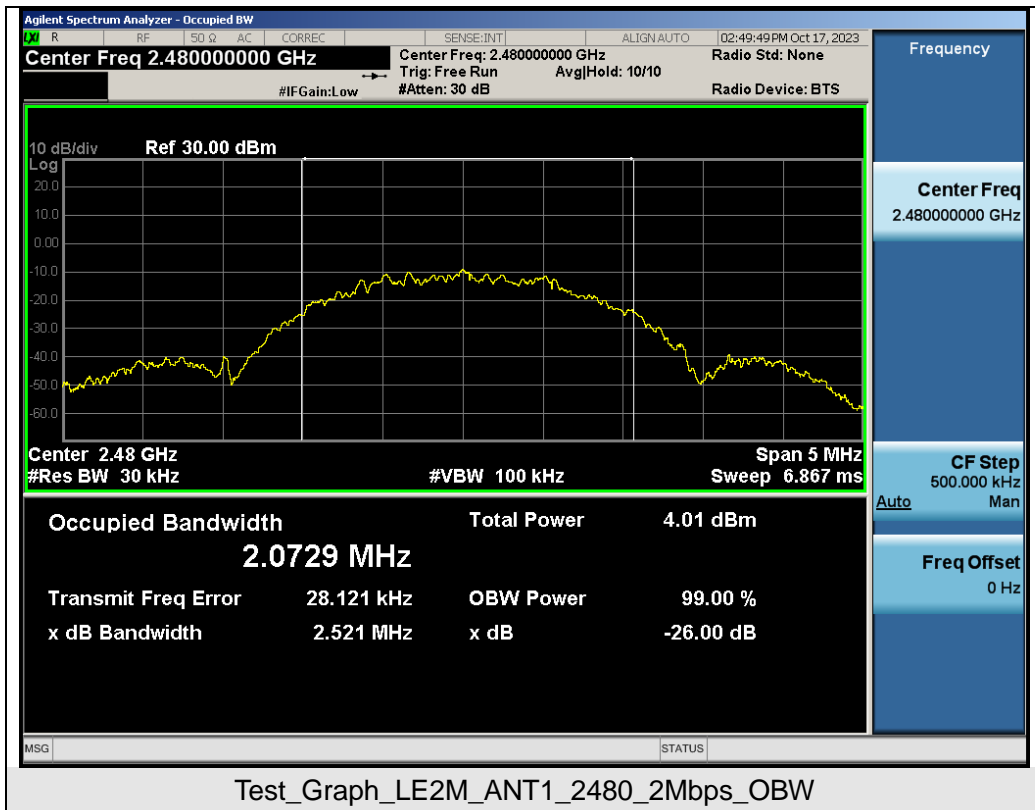 Agilent Spectrum Analyzer - Occupied BW
LXI R RF 50 Ω AC CORREC SENSE:INT ALIGN AUTO 02:49:49 PM Oct 17, 2023
Center Freq 2.480000000 GHz
Center Freq: 2.480000000 GHz
Radio Std: None
Trig: Free Run Avg|Hold: 10/10
#IFGain:Low
#Atten: 30 dB
Radio Device: BTS
10 dB/div Ref 30.00 dBm
Log
20.0
10.0
0.00
-10.0
-20.0
-30.0
-40.0
-50.0
-60.0
Center 2.48 GHz Span 5 MHz
#Res BW 30 kHz #VBW 100 kHz Sweep 6.867 ms
Occupied Bandwidth Total Power 4.01 dBm
2.0729 MHz
Transmit Freq Error 28.121 kHz OBW Power 99.00 %
x dB Bandwidth 2.521 MHz x dB -26.00 dB
MSG STATUS
Frequency
Center Freq
2.480000000 GHz
CF Step
500.000 kHz
Auto Man
Freq Offset
0 Hz
Test_Graph_LE2M_ANT1_2480_2Mbps_OBW